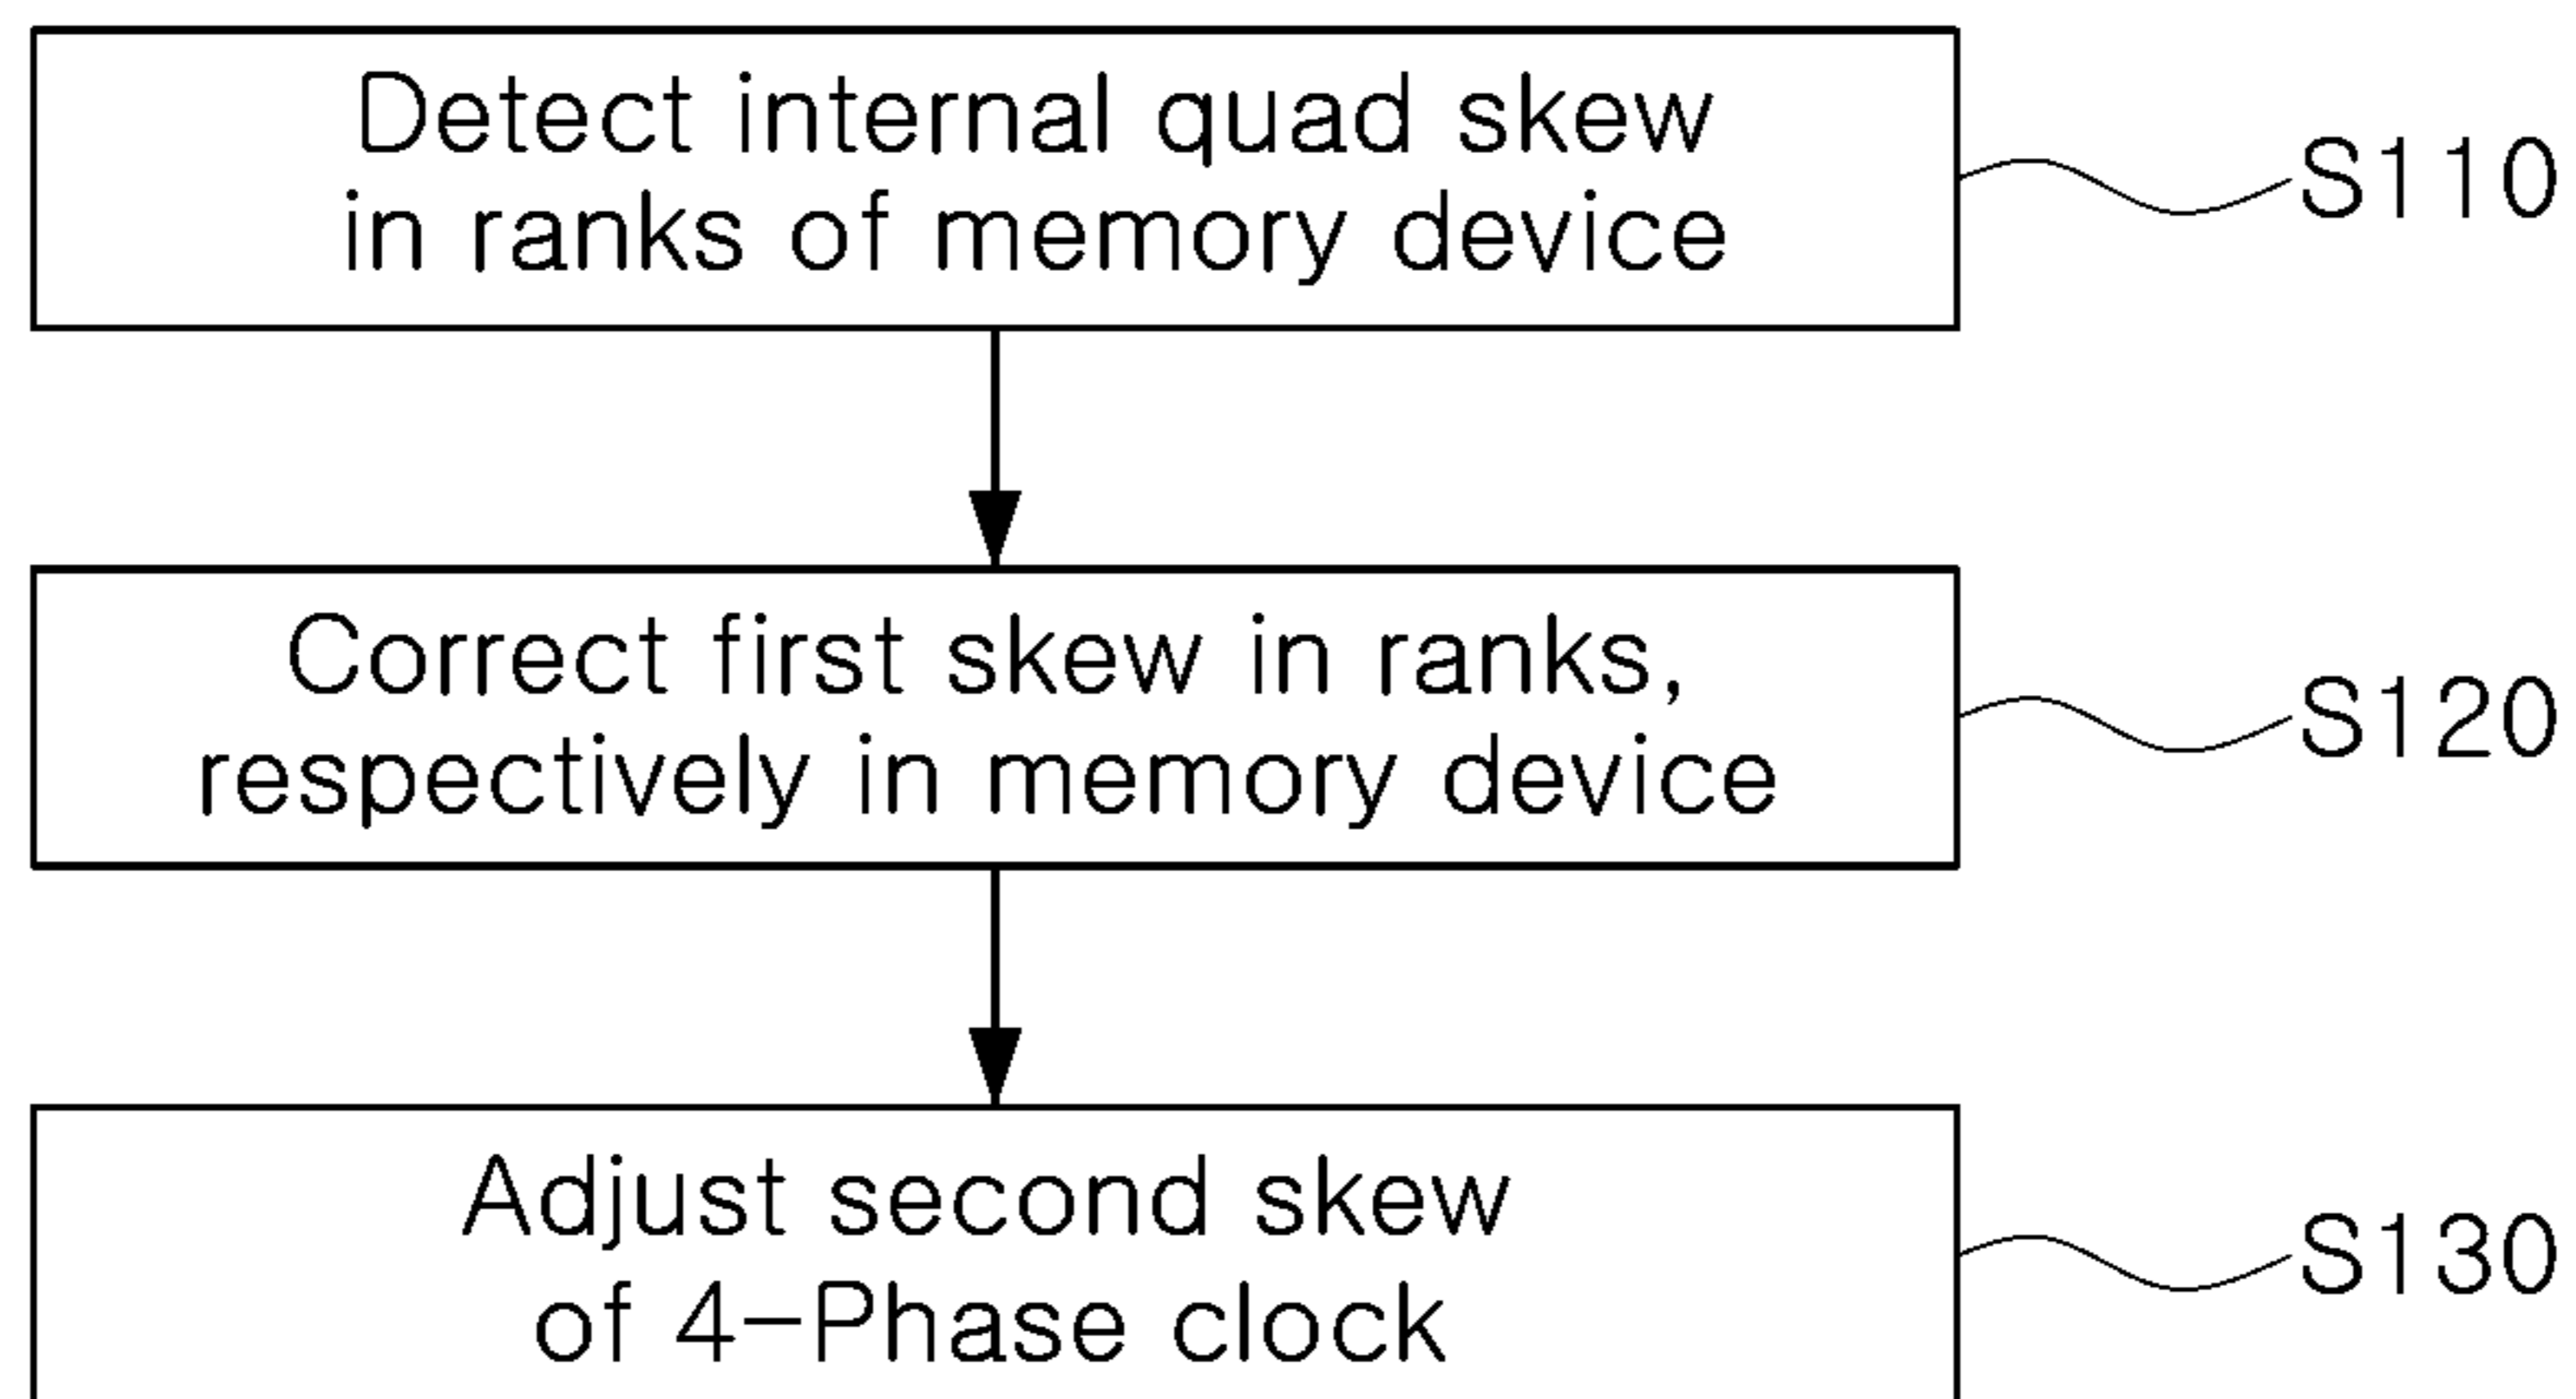 Detect internal quad skew
in ranks of memory device
S110
Correct first skew in ranks,
respectively in memory device
S120
Adjust second skew
of 4-Phase clock
S130